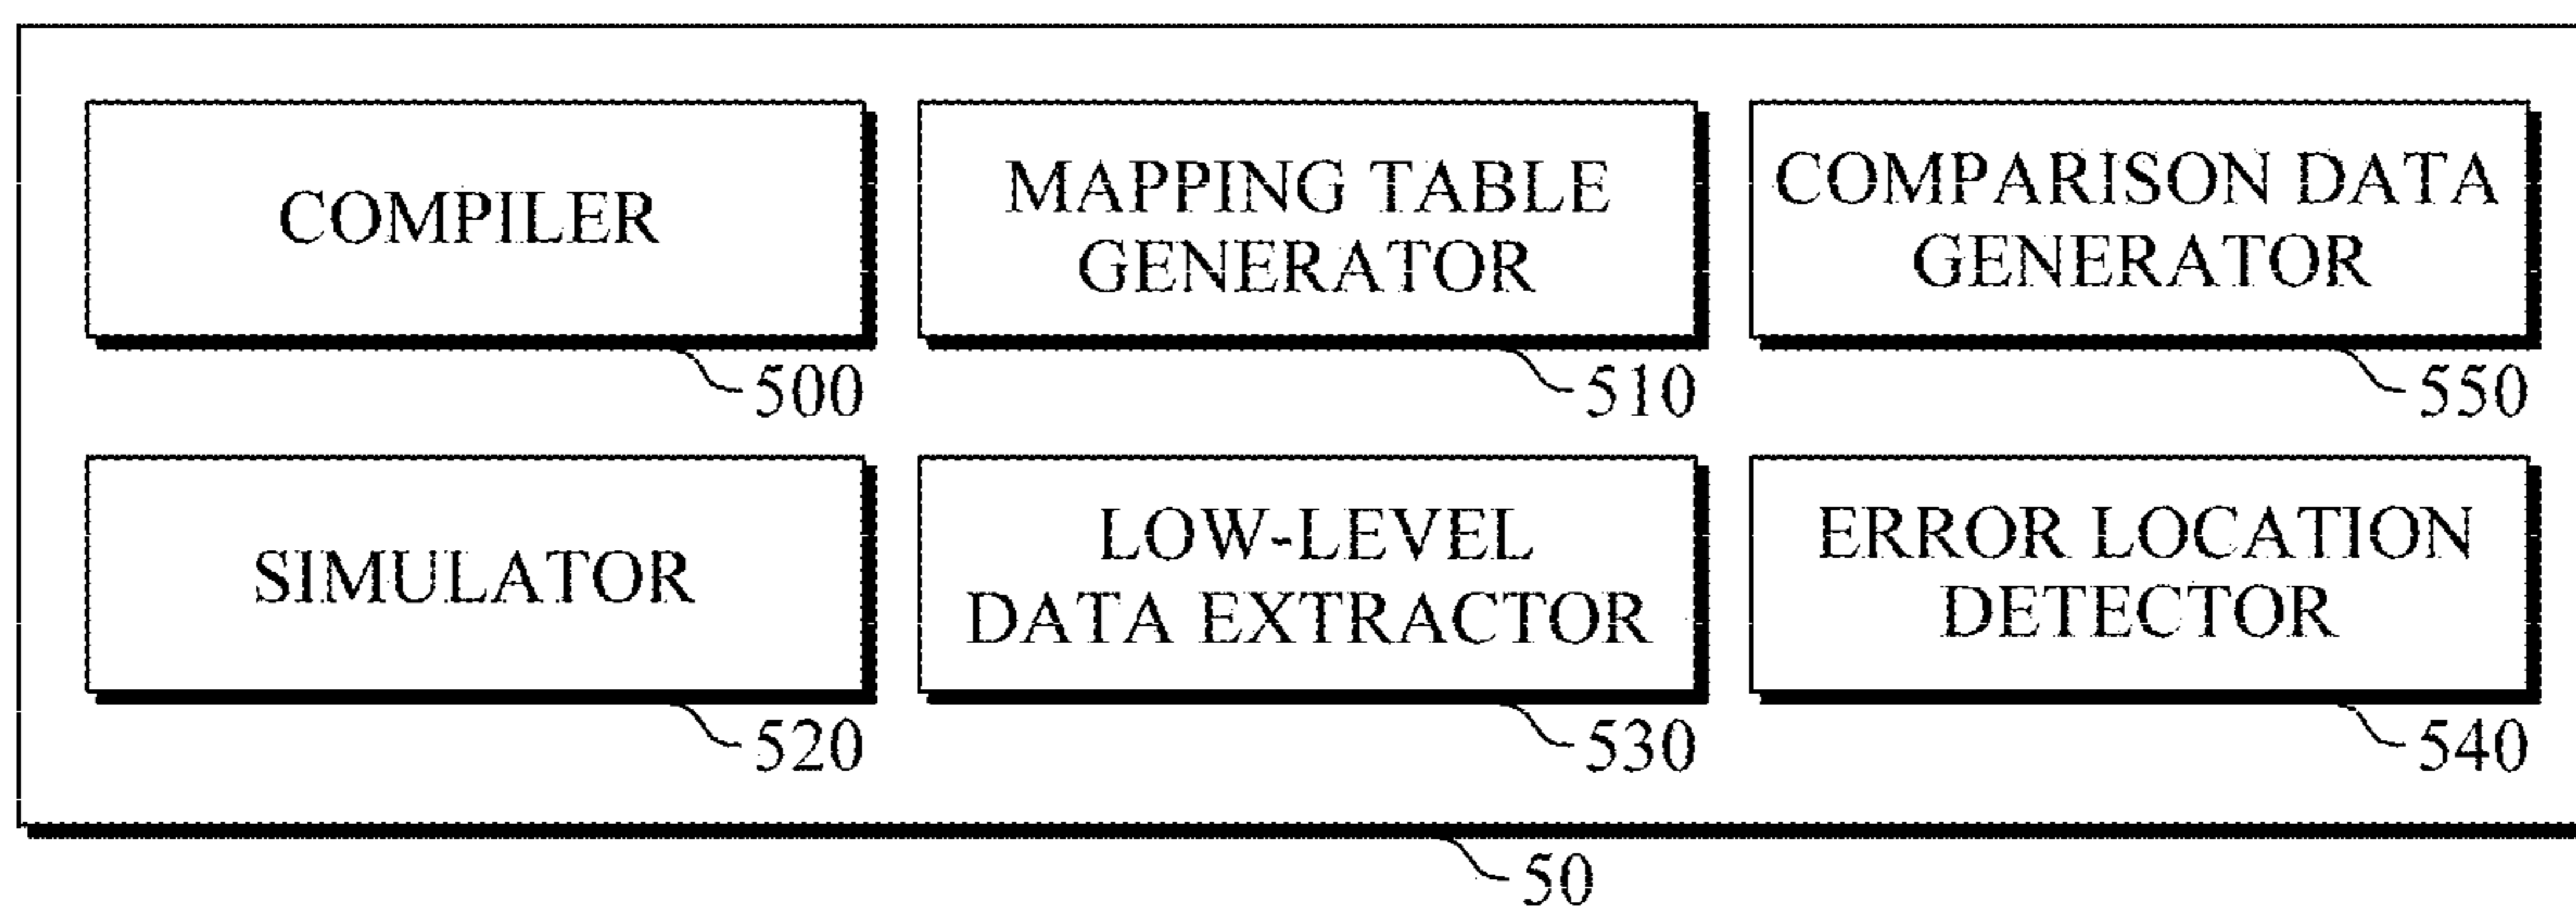 COMPILER
500
MAPPING TABLE
GENERATOR
510
COMPARISON DATA
GENERATOR
550
SIMULATOR
520
LOW-LEVEL
DATA EXTRACTOR
530
ERROR LOCATION
DETECTOR
540
50